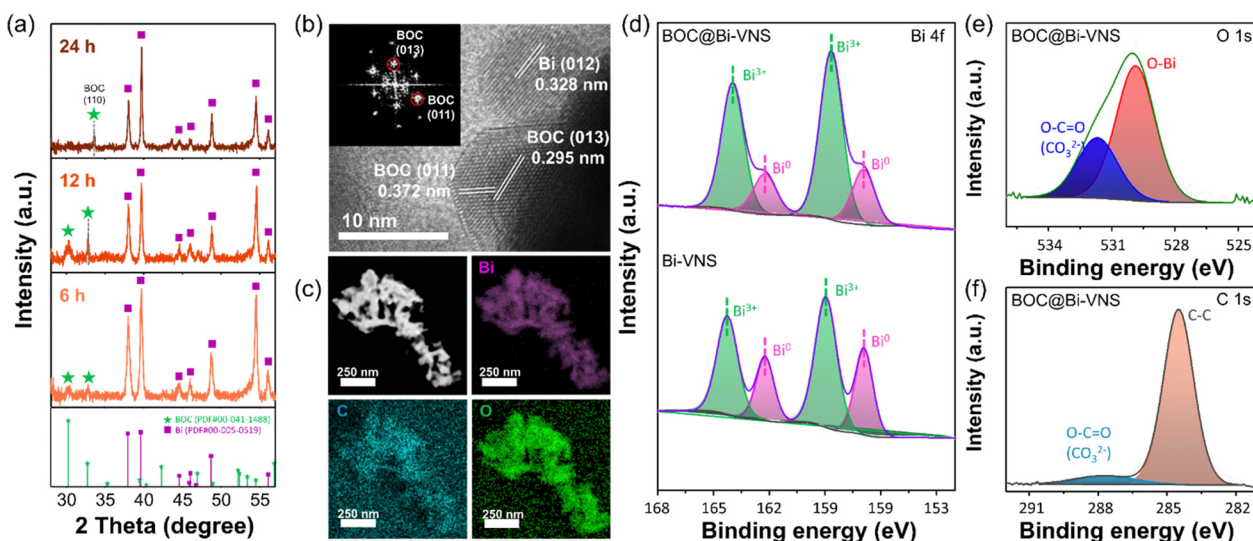 (a)
24 h
BOC
(110)
12 h
6 h
BOC (PDF#00-041-1488)
Bi (PDF#00-005-0519)
30 35 40 45 50 55
2 Theta (degree)
Intensity (a.u.)
(b)
BOC
(013)
BOC
(011)
Bi (012)
0.328 nm
BOC (013)
0.295 nm
BOC (011)
0.372 nm
10 nm
(c)
250 nm
Bi
250 nm
C
250 nm
O
250 nm
(d)
BOC@Bi-VNS
Bi 4f
Bi³⁺
Bi⁰
Bi³⁺
Bi⁰
Bi-VNS
Bi³⁺
Bi⁰
Bi³⁺
Bi⁰
168 165 162 159 159 153
Binding energy (eV)
Intensity (a.u.)
(e)
BOC@Bi-VNS
O 1s
O-Bi
O-C=O
(CO₃²⁻)
534 531 528 525
Binding energy (eV)
Intensity (a.u.)
(f)
BOC@Bi-VNS
C 1s
C-C
O-C=O
(CO₃²⁻)
291 288 285 282
Binding energy (eV)
Intensity (a.u.)